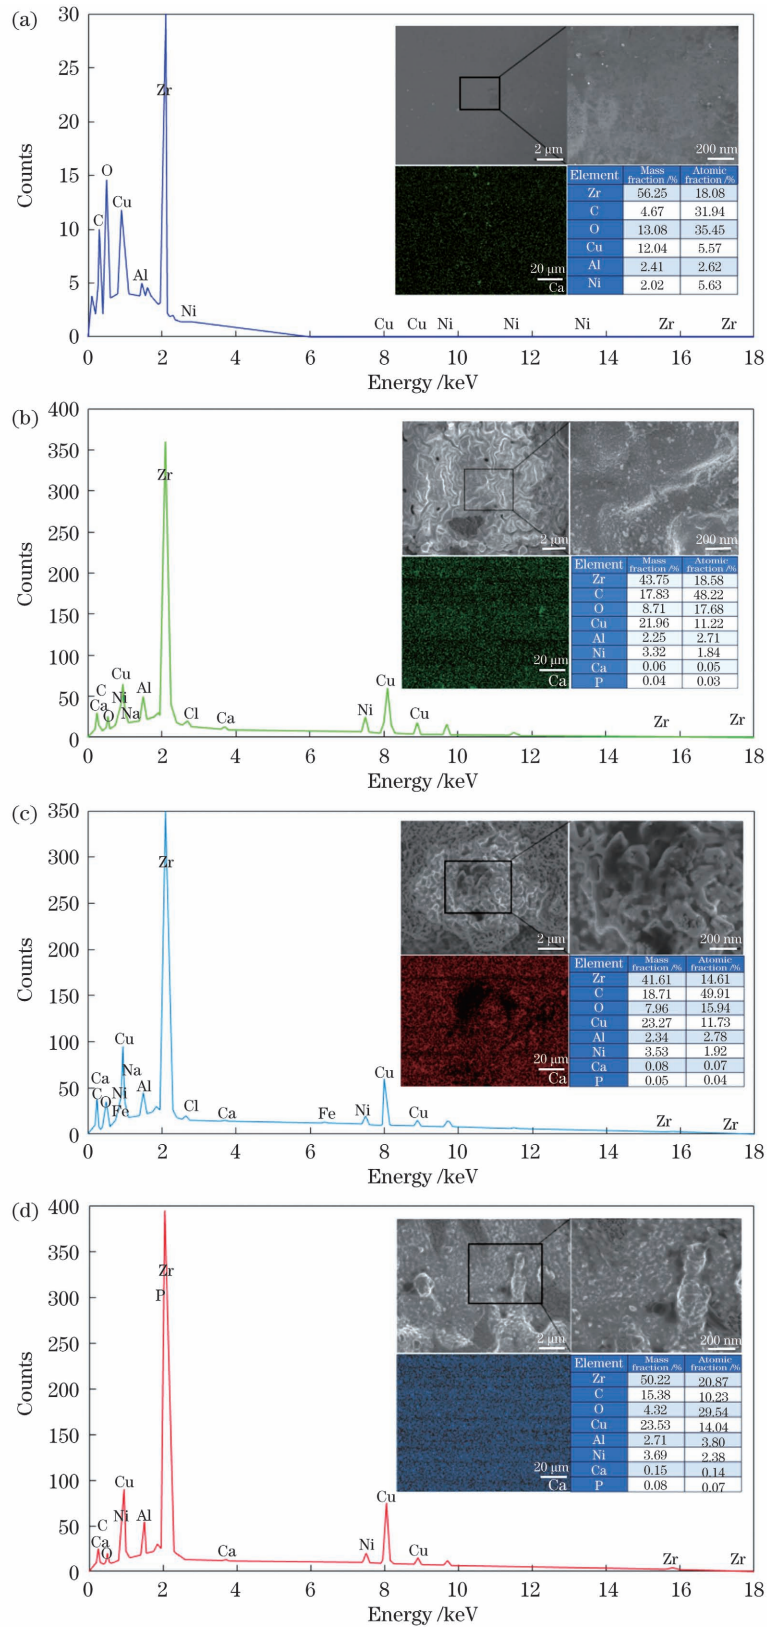 (a)
30
25
20
15
10
5
0
Counts
Zr
O
C
Cu
Al
Ni
Cu Cu Ni Ni Ni Zr Zr
0 2 4 6 8 10 12 14 16 18
Energy /keV
2 μm
200 nm
20 μm
Ca
Element Mass fraction /% Atomic fraction /%
Zr 56.25 18.08
C 4.67 31.94
O 13.08 35.45
Cu 12.04 5.57
Al 2.41 2.62
Ni 2.02 5.63
(b)
400
350
300
250
200
150
100
50
0
Counts
Zr
Cu
C
Ni
Al
Ca
O
Na
Cl
Ca
Ni
Cu
Cu
Zr
Zr
0 2 4 6 8 10 12 14 16 18
Energy /keV
2 μm
200 nm
20 μm
Ca
Element Mass fraction /% Atomic fraction /%
Zr 43.75 18.58
C 17.83 48.22
O 8.71 17.68
Cu 21.96 11.22
Al 2.25 2.71
Ni 3.32 1.84
Ca 0.06 0.05
P 0.04 0.03
(c)
350
300
250
200
150
100
50
0
Counts
Zr
Cu
Ca
Na
C
Ni
Al
O
Fe
Cl
Ca
Fe
Ni
Cu
Cu
Zr
Zr
0 2 4 6 8 10 12 14 16 18
Energy /keV
2 μm
200 nm
20 μm
Ca
Element Mass fraction /% Atomic fraction /%
Zr 41.61 14.61
C 18.71 49.91
O 7.96 15.94
Cu 23.27 11.73
Al 2.34 2.78
Ni 3.53 1.92
Ca 0.08 0.07
P 0.05 0.04
(d)
400
350
300
250
200
150
100
50
0
Counts
Zr
P
Cu
C
Ni
Al
Ca
O
Ca
Ni
Cu
Cu
Zr
Zr
0 2 4 6 8 10 12 14 16 18
Energy /keV
2 μm
200 nm
20 μm
Ca
Element Mass fraction /% Atomic fraction /%
Zr 50.22 20.87
C 15.38 10.23
O 4.32 29.54
Cu 23.53 14.04
Al 2.71 3.80
Ni 3.69 2.38
Ca 0.15 0.14
P 0.08 0.07